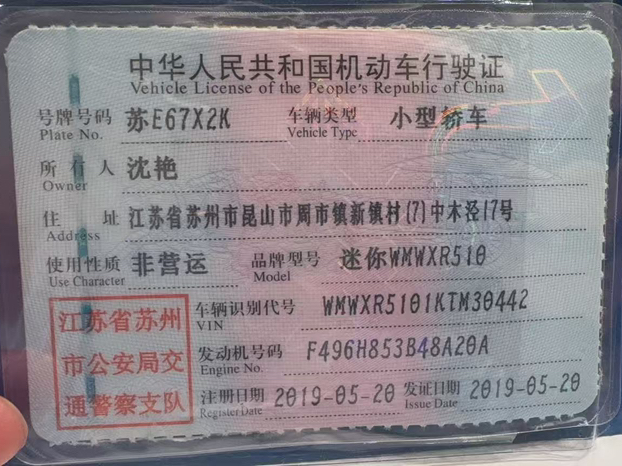 中华人民共和国机动车行驶证
Vehicle License of the People's Republic of China
号牌号码 苏E67X2K 车辆类型 小型轿车
Plate No. Vehicle Type
所有人 沈艳
Owner
住址 江苏省苏州市昆山市周市镇新镇村(7)中木泾17号
Address
使用性质 非营运 品牌型号 迷你WMWXR510
Use Character Model
江苏省苏州
市公安局交
通警察支队
车辆识别代号 WMWXR5101KTM30442
VIN
发动机号码 F496H853B48A20A
Engine No.
注册日期 2019-05-20 发证日期 2019-05-20
Register Date Issue Date